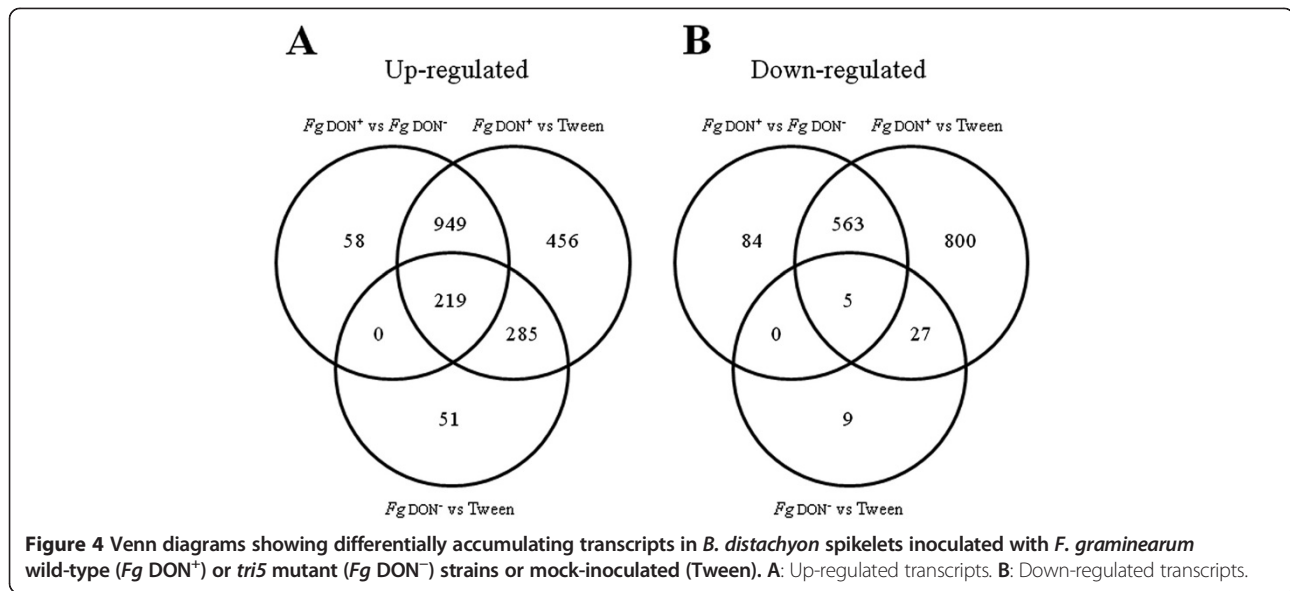 A B
Up-regulated Down-regulated
Fg DON⁺ vs Fg DON⁻ Fg DON⁺ vs Tween Fg DON⁺ vs Fg DON⁻ Fg DON⁺ vs Tween
58 949 456 84 563 800
219 5
0 285 0 27
51 9
Fg DON⁻ vs Tween Fg DON⁻ vs Tween
Figure 4 Venn diagrams showing differentially accumulating transcripts in B. distachyon spikelets inoculated with F. graminearum
wild-type (Fg DON⁺) or tri5 mutant (Fg DON⁻) strains or mock-inoculated (Tween). A: Up-regulated transcripts. B: Down-regulated transcripts.